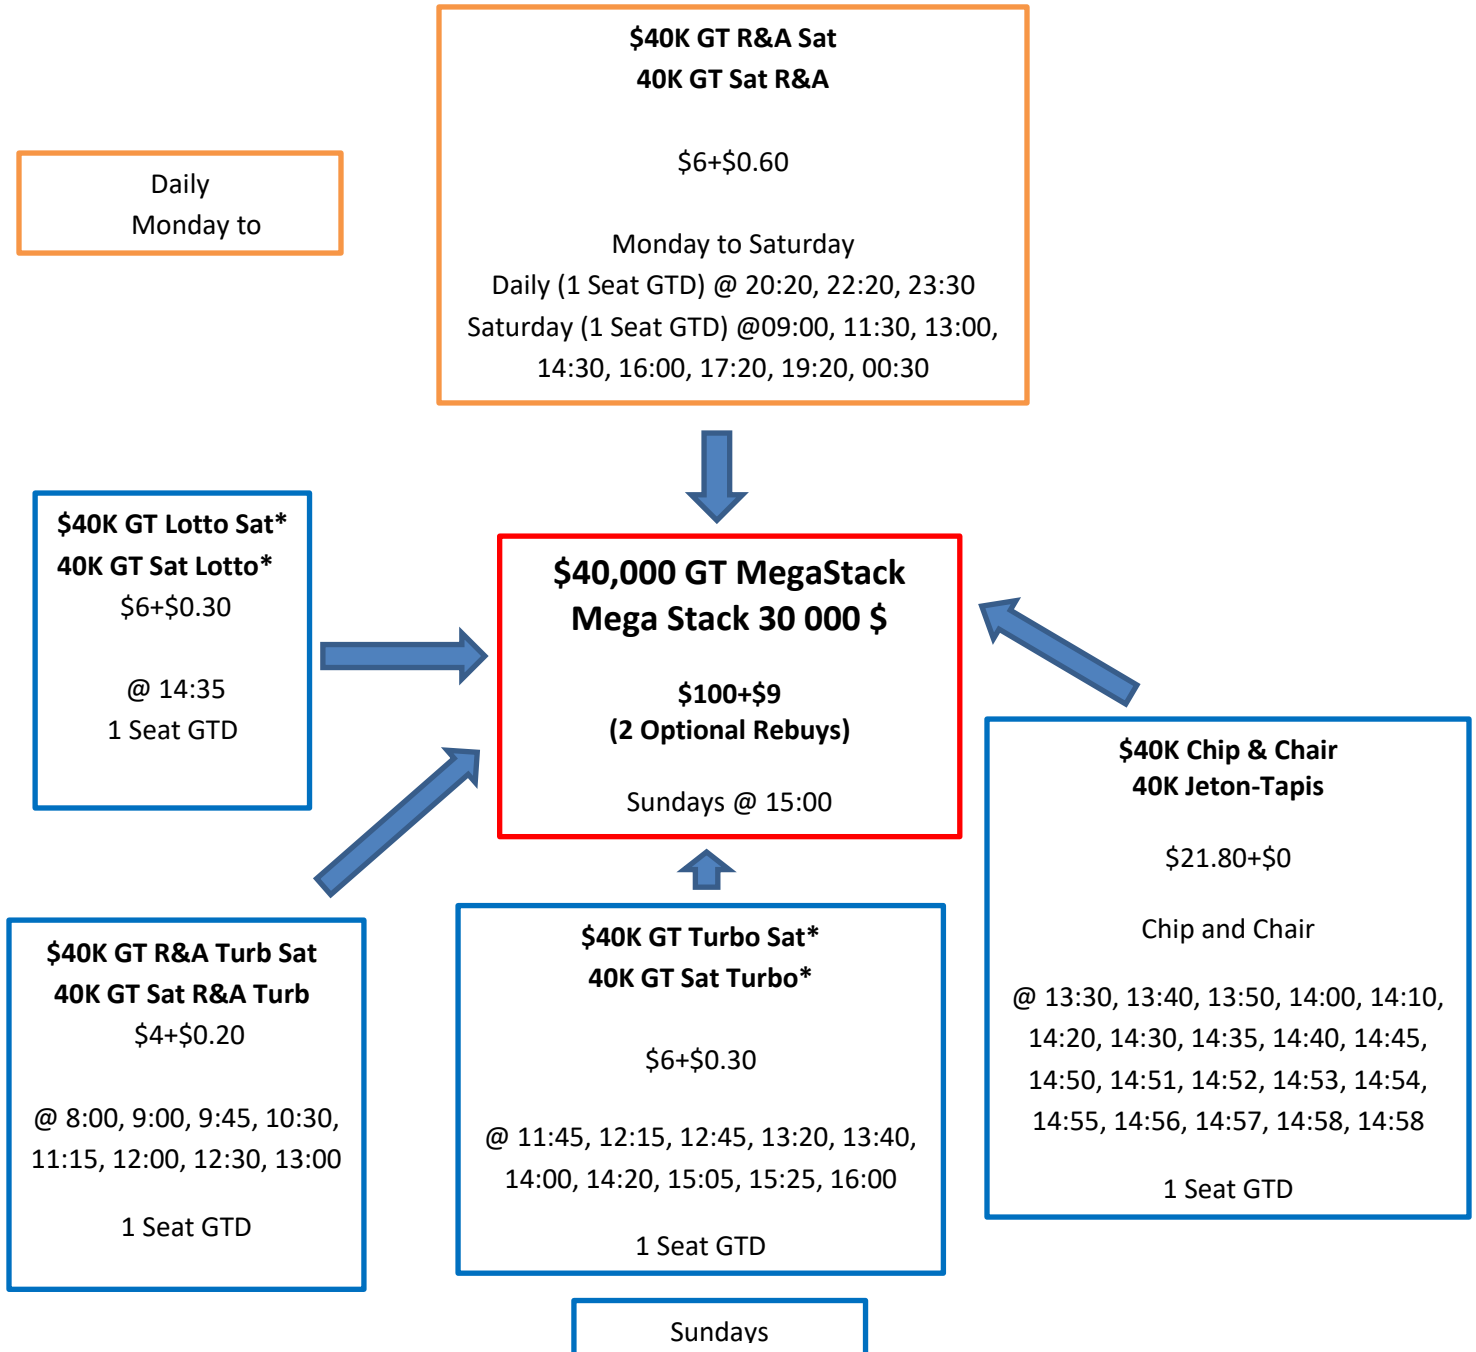 $40K GT R&A Sat
40K GT Sat R&A
$6+$0.60
Monday to Saturday
Daily (1 Seat GTD) @ 20:20, 22:20, 23:30
Saturday (1 Seat GTD) @09:00, 11:30, 13:00,
14:30, 16:00, 17:20, 19:20, 00:30
Daily
Monday to
$40K GT Lotto Sat*
40K GT Sat Lotto*
$6+$0.30
@ 14:35
1 Seat GTD
$40,000 GT MegaStack
Mega Stack 30 000 $
$100+$9
(2 Optional Rebuys)
Sundays @ 15:00
$40K Chip & Chair
40K Jeton-Tapis
$21.80+$0
Chip and Chair
@ 13:30, 13:40, 13:50, 14:00, 14:10,
14:20, 14:30, 14:35, 14:40, 14:45,
14:50, 14:51, 14:52, 14:53, 14:54,
14:55, 14:56, 14:57, 14:58, 14:58
1 Seat GTD
$40K GT R&A Turb Sat
40K GT Sat R&A Turb
$4+$0.20
@ 8:00, 9:00, 9:45, 10:30,
11:15, 12:00, 12:30, 13:00
1 Seat GTD
$40K GT Turbo Sat*
40K GT Sat Turbo*
$6+$0.30
@ 11:45, 12:15, 12:45, 13:20, 13:40,
14:00, 14:20, 15:05, 15:25, 16:00
1 Seat GTD
Sundays